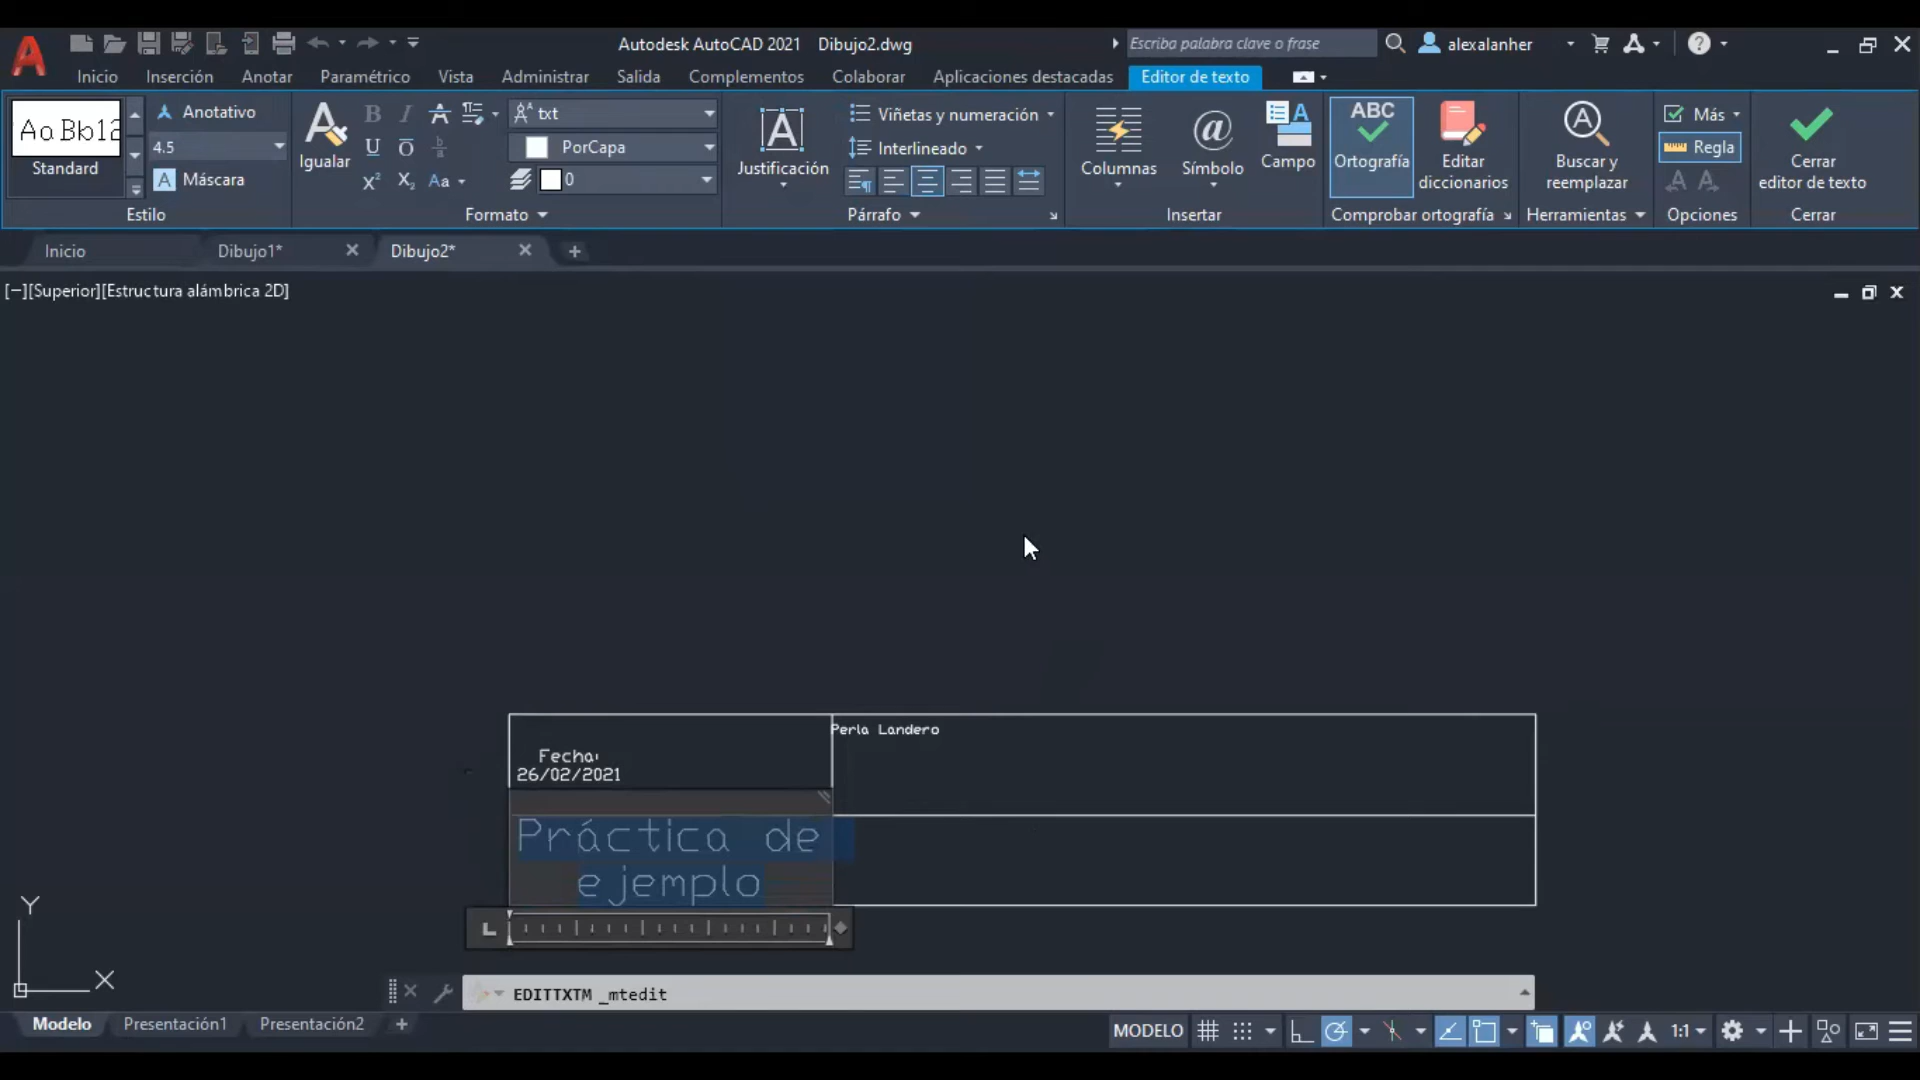 Autodesk AutoCAD 2021 Dibujo2.dwg
Escriba palabra clave o frase
alexalanher
Inicio Inserción Anotar Paramétrico Vista Administrar Salida Complementos Colaborar Aplicaciones destacadas Editor de texto
AaBb12
Standard
Anotativo
4.5
Máscara
Estilo
Igualar
txt
PorCapa
0
Formato
Justificación
Viñetas y numeración
Interlineado
Párrafo
Columnas
Símbolo
Campo
Insertar
ABC
Ortografía
Editar
diccionarios
Comprobar ortografía
Buscar y
reemplazar
Herramientas
Más
Regla
Opciones
Cerrar
editor de texto
Cerrar
Inicio Dibujo1* Dibujo2*
[−][Superior][Estructura alámbrica 2D]
Perla Landero
Fecha:
26/02/2021
Práctica de
ejemplo
Y
X
EDITTXTM _mtedit
Modelo Presentación1 Presentación2
MODELO
1:1